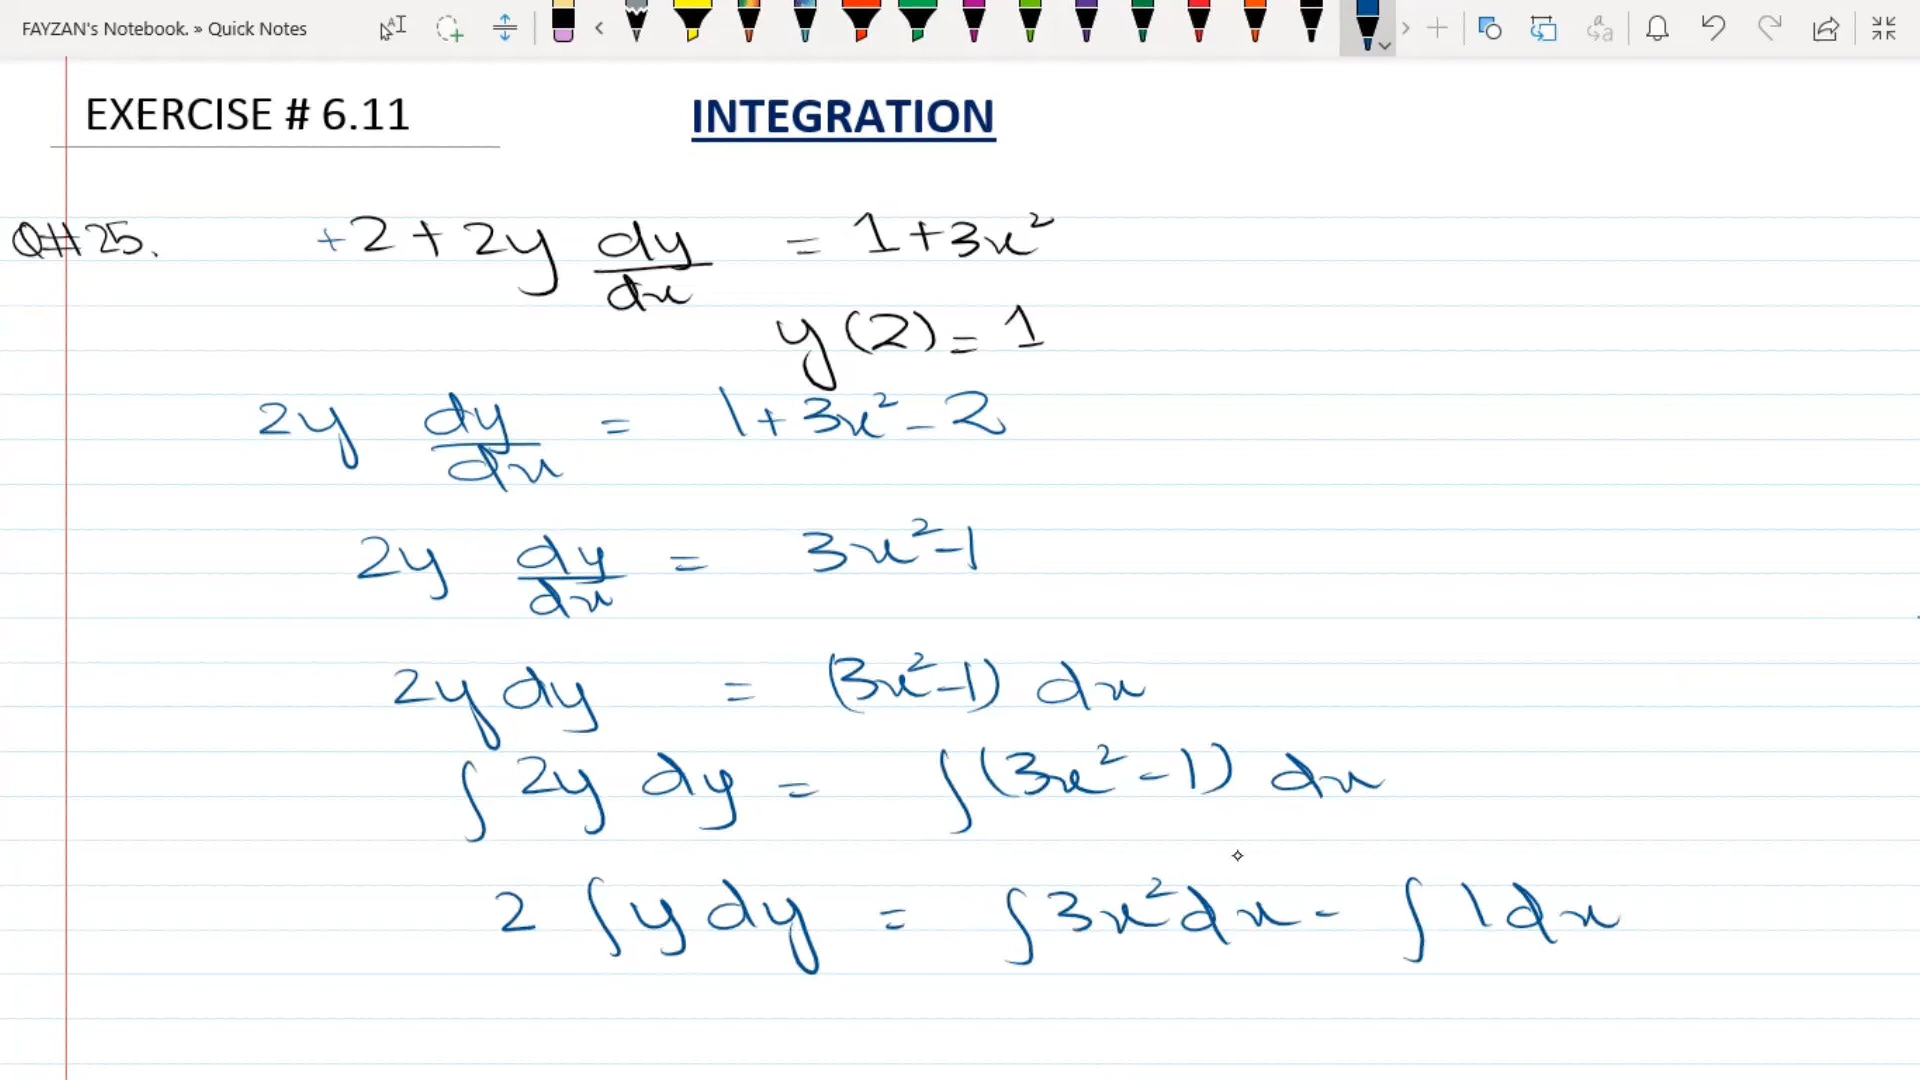 FAYZAN's Notebook. » Quick Notes
EXERCISE # 6.11
INTEGRATION
Q#25. +2 + 2y dy/dx = 1+3x²
y(2) = 1
2y dy/dx = 1+3x²-2
2y dy/dx = 3x²-1
2y dy = (3x²-1) dx
∫ 2y dy = ∫(3x²-1) dx
2 ∫y dy = ∫3x²dx - ∫1dx